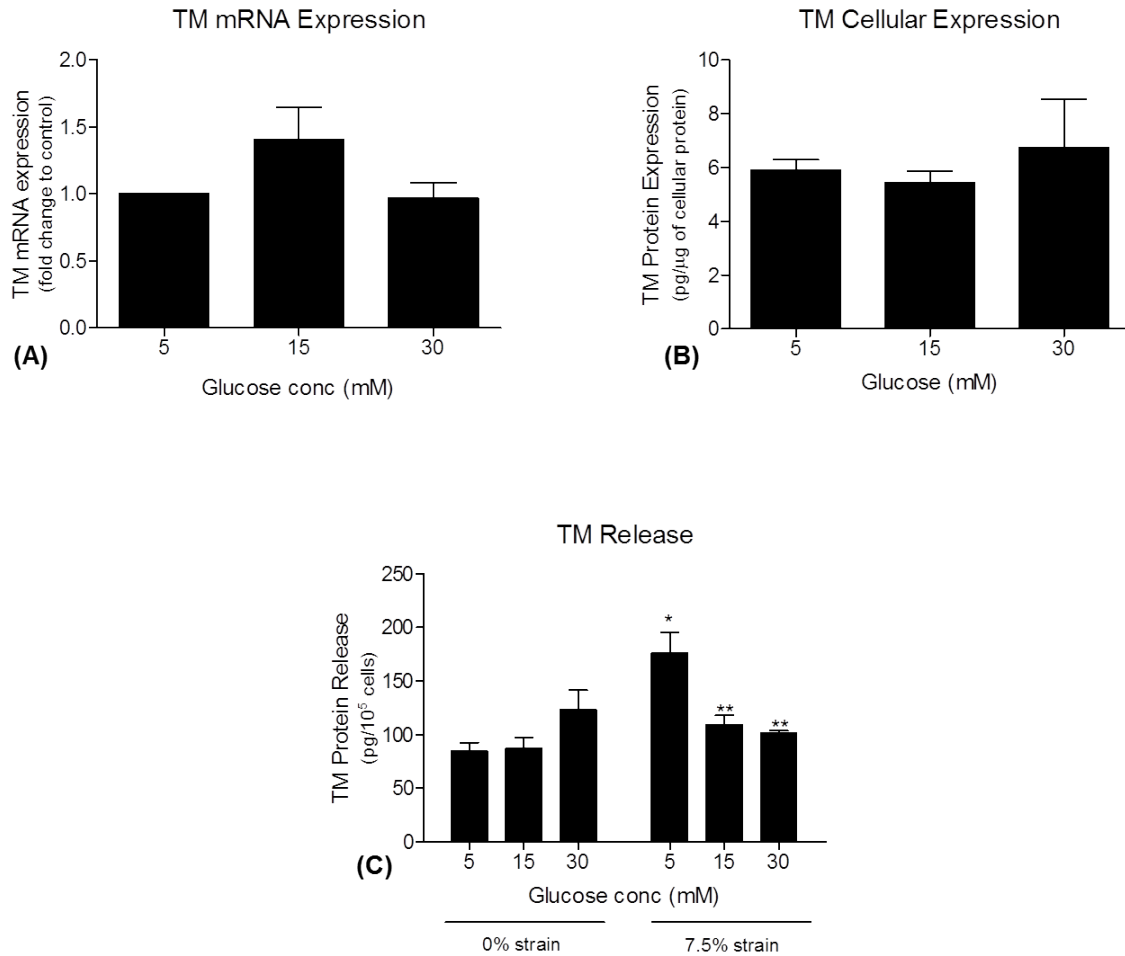 TM mRNA Expression
TM mRNA expression
(fold change to control)
2.0
1.5
1.0
0.5
0.0
5 15 30
(A)
Glucose conc (mM)
TM Cellular Expression
TM Protein Expression
(pg/μg of cellular protein)
10
8
6
4
2
0
5 15 30
(B)
Glucose (mM)
TM Release
TM Protein Release
(pg/10⁵ cells)
250
200
150
100
50
0
*
**
**
5 15 30 5 15 30
(C)
Glucose conc (mM)
0% strain 7.5% strain